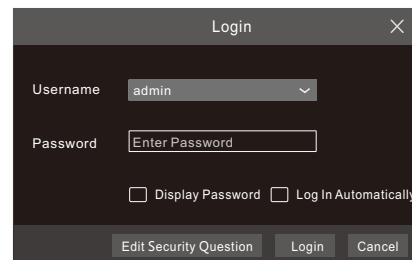 Login
Username admin
Password Enter Password
Display Password Log In Automatically
Edit Security Question Login Cancel